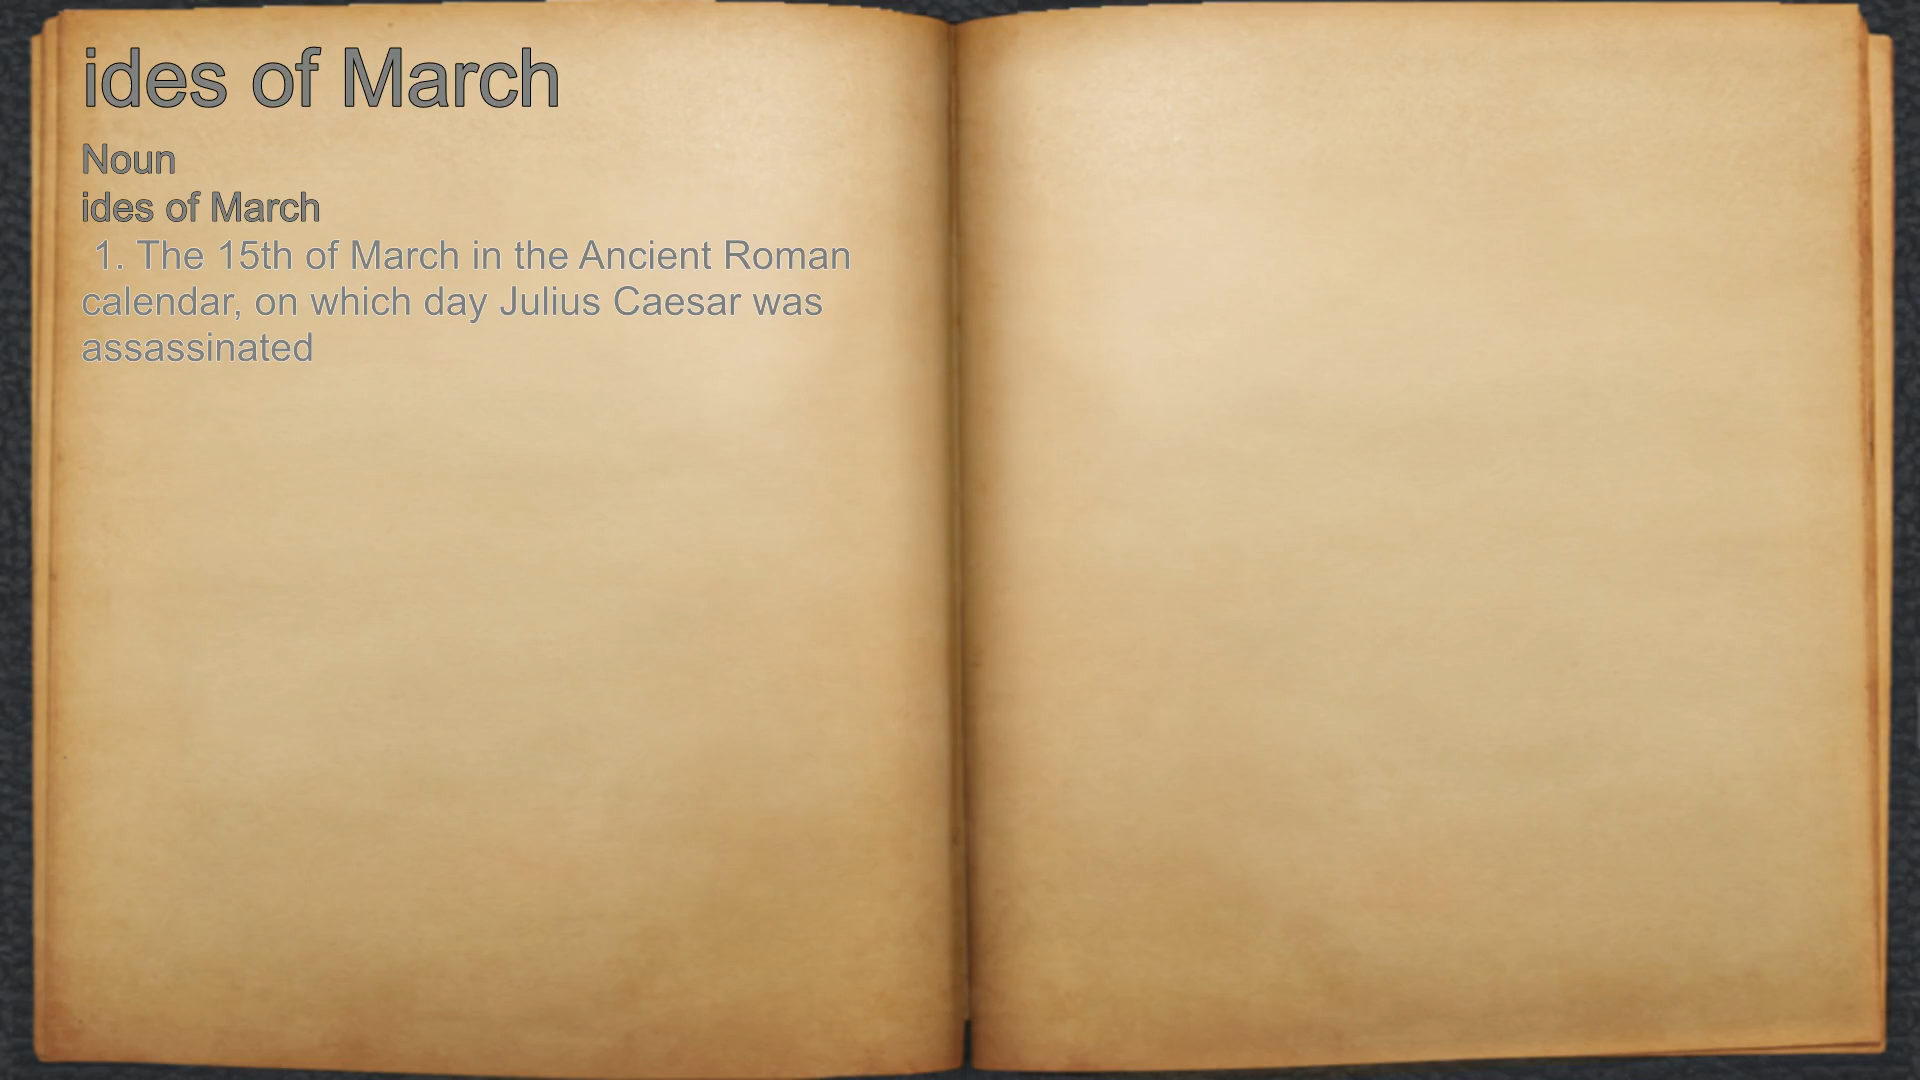 ides of March
Noun
ides of March
1. The 15th of March in the Ancient Roman
calendar, on which day Julius Caesar was
assassinated